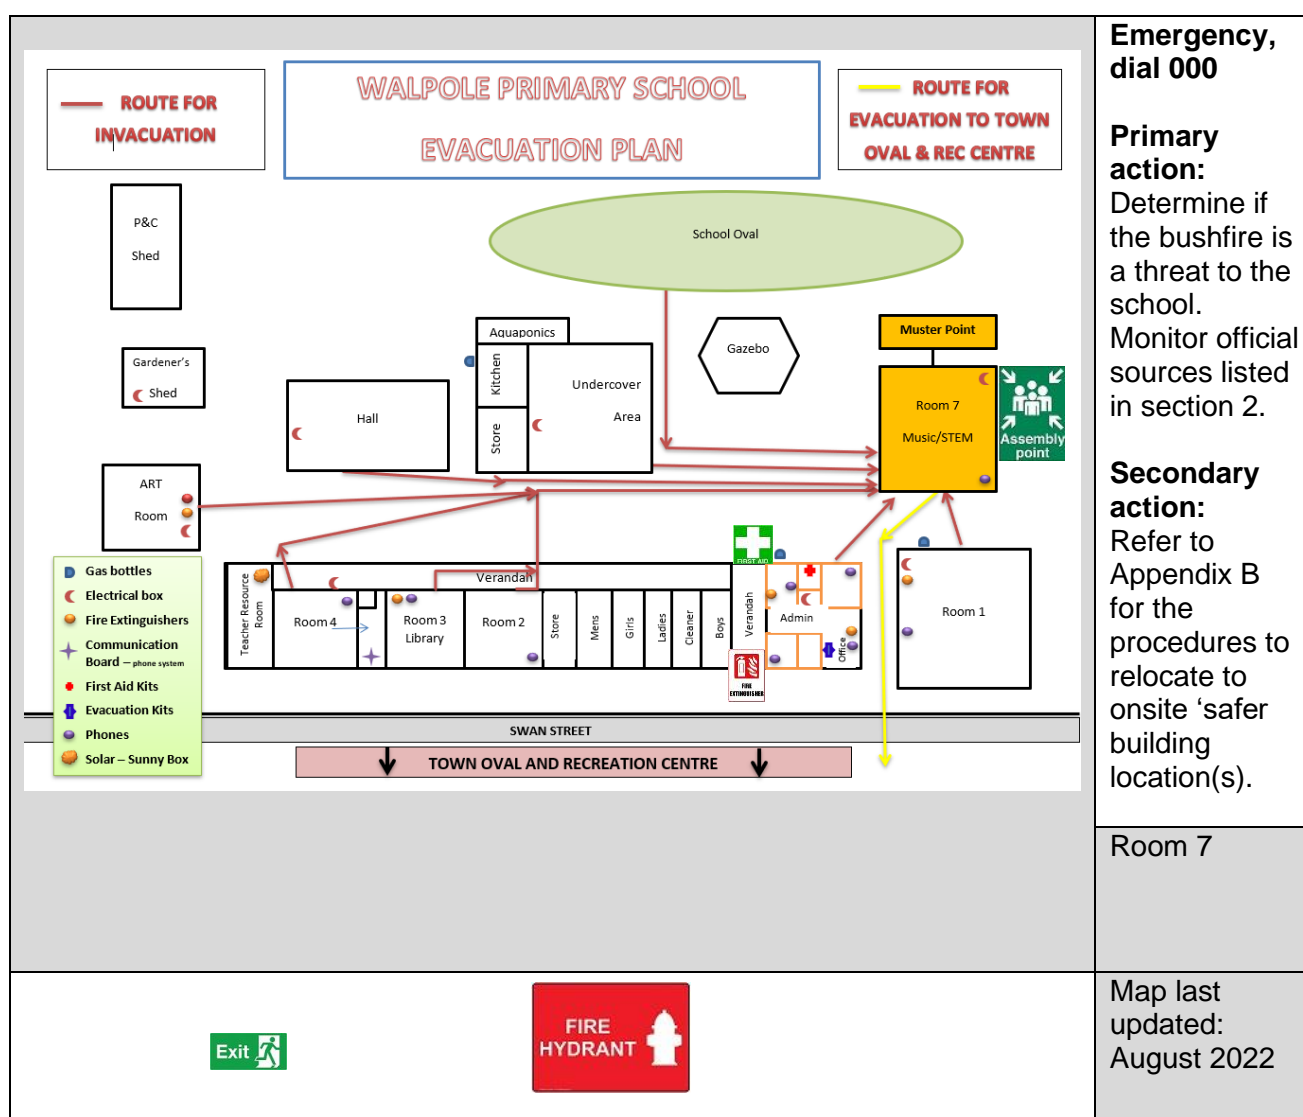 ROUTE FOR
INVACUATION
WALPOLE PRIMARY SCHOOL
EVACUATION PLAN
ROUTE FOR
EVACUATION TO TOWN
OVAL & REC CENTRE
P&C
Shed
School Oval
Gardener's
Shed
Hall
Aquaponics
Kitchen
Store
Undercover
Area
Gazebo
Muster Point
Room 7
Music/STEM
Assembly
point
ART
Room
Gas bottles
Electrical box
Fire Extinguishers
Communication
Board – phone system
First Aid Kits
Evacuation Kits
Phones
Solar – Sunny Box
Teacher Resource
Room
Verandah
Room 4
Room 3
Library
Room 2
Store
Mens
Girls
Ladies
Cleaner
Boys
Verandah
FIRST AID
FIRE
EXTINGUISHER
Admin
Office
Room 1
SWAN STREET
TOWN OVAL AND RECREATION CENTRE
Emergency,
dial 000
Primary
action:
Determine if
the bushfire is
a threat to the
school.
Monitor official
sources listed
in section 2.
Secondary
action:
Refer to
Appendix B
for the
procedures to
relocate to
onsite ‘safer
building
location(s).
Room 7
Exit
FIRE
HYDRANT
Map last
updated:
August 2022